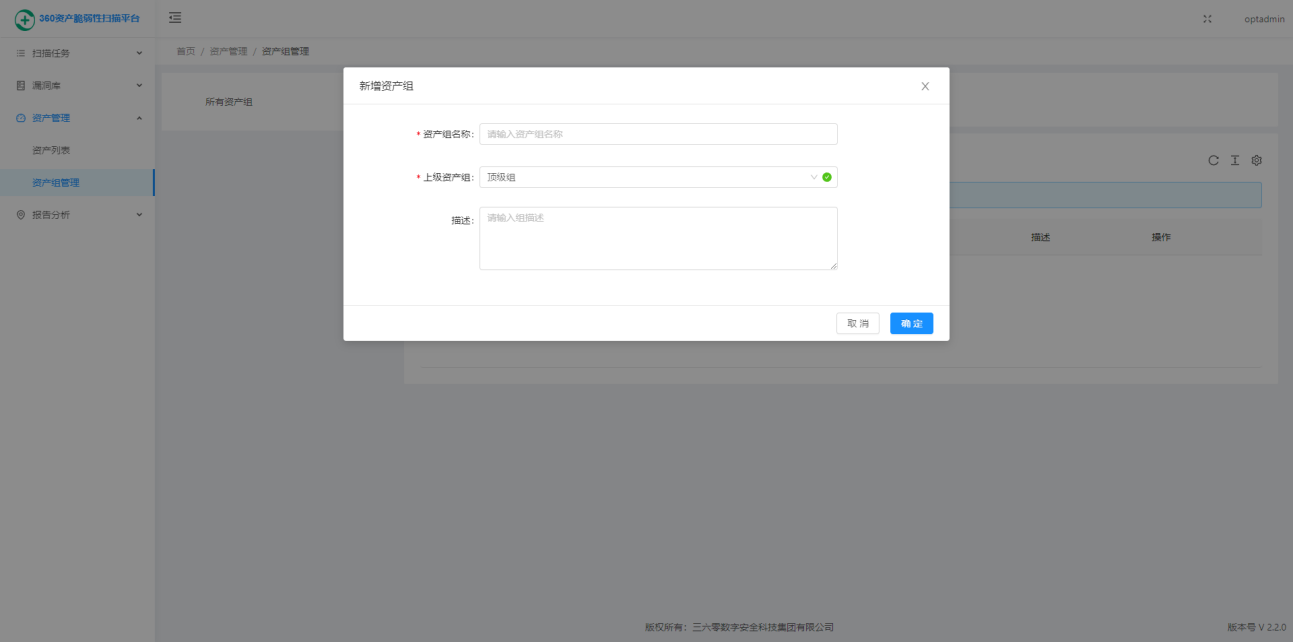 360资产脆弱性扫描平台
optadmin
扫描任务
漏洞库
资产管理
资产列表
资产组管理
报告分析
首页 / 资产管理 / 资产组管理
所有资产组
新增资产组
* 资产组名称: 请输入资产组名称
* 上级资产组: 顶级组
描述: 请输入组描述
取 消
确 定
描述
操作
版权所有：三六零数字安全科技集团有限公司
版本号 V 2.2.0